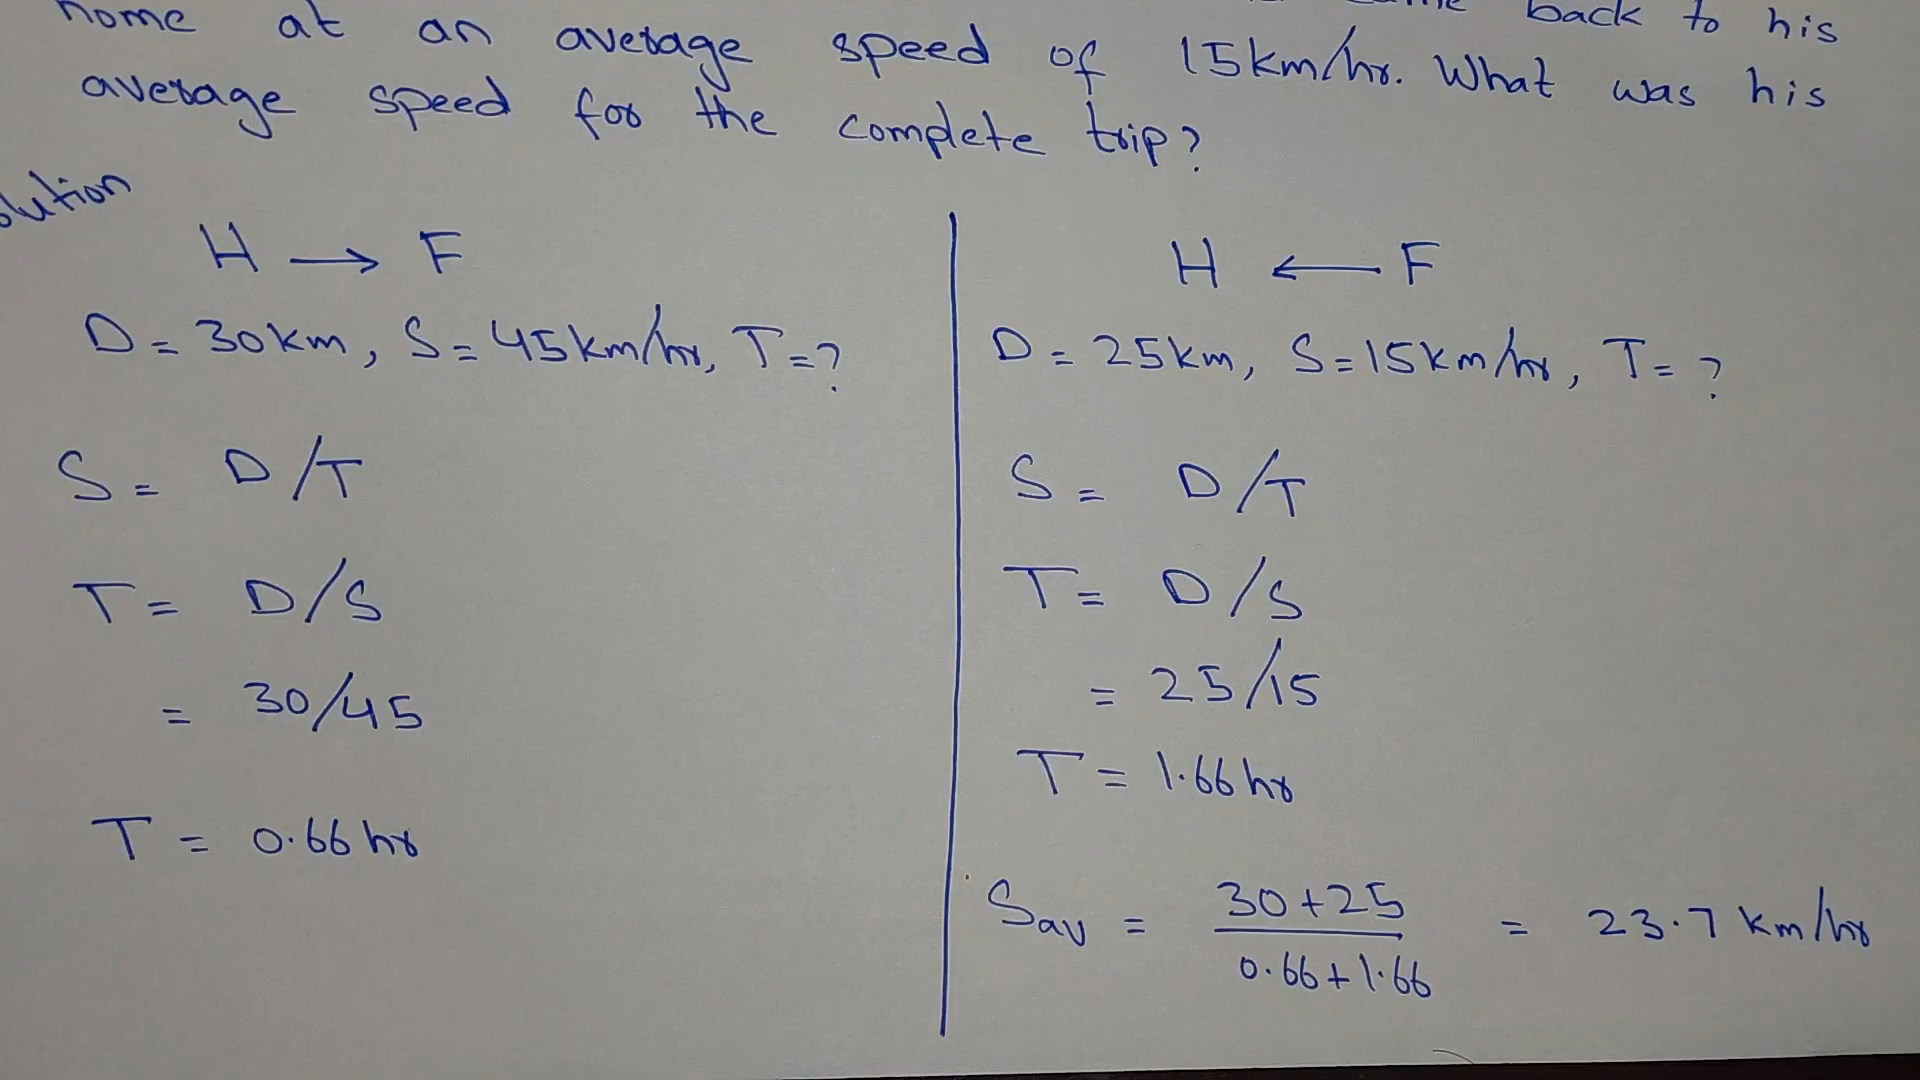 home at an average speed of 15km/hr. What was his
back to his
average speed for the complete trip?
olution
H → F
D = 30km, S = 45km/hr, T = ?
S = D/T
T = D/S
= 30/45
T = 0.66 hr
H ← F
D = 25km, S = 15km/hr, T = ?
S = D/T
T = D/S
= 25/15
T = 1.66 hr
Sav = 30+25 / 0.66+1.66 = 23.7 km/hr